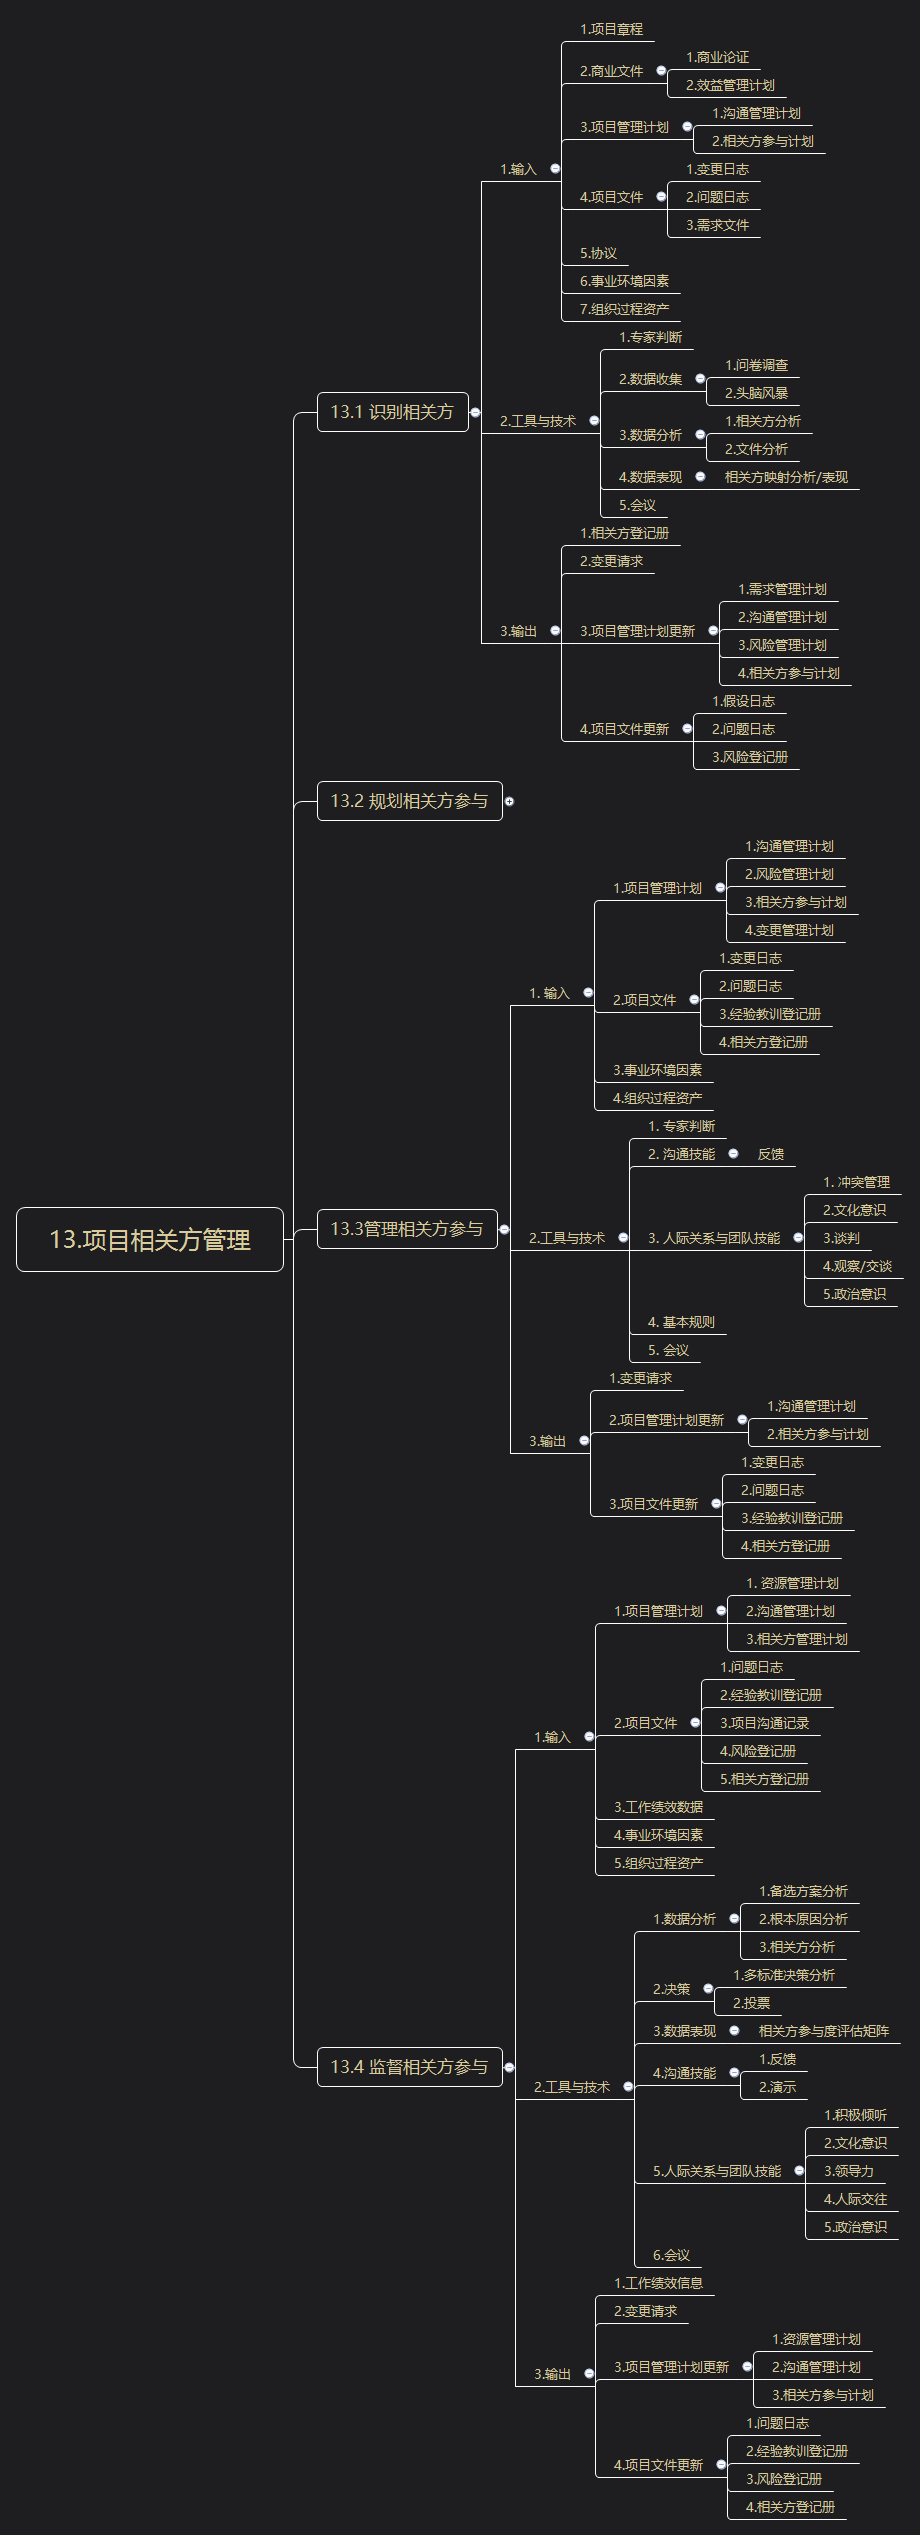 13.项目相关方管理
13.1 识别相关方
1.输入
1.项目章程
2.商业文件
1.商业论证
2.效益管理计划
3.项目管理计划
1.沟通管理计划
2.相关方参与计划
4.项目文件
1.变更日志
2.问题日志
3.需求文件
5.协议
6.事业环境因素
7.组织过程资产
2.工具与技术
1.专家判断
2.数据收集
1.问卷调查
2.头脑风暴
3.数据分析
1.相关方分析
2.文件分析
4.数据表现
相关方映射分析/表现
5.会议
3.输出
1.相关方登记册
2.变更请求
3.项目管理计划更新
1.需求管理计划
2.沟通管理计划
3.风险管理计划
4.相关方参与计划
4.项目文件更新
1.假设日志
2.问题日志
3.风险登记册
13.2 规划相关方参与
13.3管理相关方参与
1. 输入
1.项目管理计划
1.沟通管理计划
2.风险管理计划
3.相关方参与计划
4.变更管理计划
2.项目文件
1.变更日志
2.问题日志
3.经验教训登记册
4.相关方登记册
3.事业环境因素
4.组织过程资产
2.工具与技术
1. 专家判断
2. 沟通技能
反馈
3. 人际关系与团队技能
1. 冲突管理
2.文化意识
3.谈判
4.观察/交谈
5.政治意识
4. 基本规则
5. 会议
3.输出
1.变更请求
2.项目管理计划更新
1.沟通管理计划
2.相关方参与计划
3.项目文件更新
1.变更日志
2.问题日志
3.经验教训登记册
4.相关方登记册
13.4 监督相关方参与
1.输入
1.项目管理计划
1. 资源管理计划
2.沟通管理计划
3.相关方管理计划
2.项目文件
1.问题日志
2.经验教训登记册
3.项目沟通记录
4.风险登记册
5.相关方登记册
3.工作绩效数据
4.事业环境因素
5.组织过程资产
2.工具与技术
1.数据分析
1.备选方案分析
2.根本原因分析
3.相关方分析
2.决策
1.多标准决策分析
2.投票
3.数据表现
相关方参与度评估矩阵
4.沟通技能
1.反馈
2.演示
5.人际关系与团队技能
1.积极倾听
2.文化意识
3.领导力
4.人际交往
5.政治意识
6.会议
3.输出
1.工作绩效信息
2.变更请求
3.项目管理计划更新
1.资源管理计划
2.沟通管理计划
3.相关方参与计划
4.项目文件更新
1.问题日志
2.经验教训登记册
3.风险登记册
4.相关方登记册